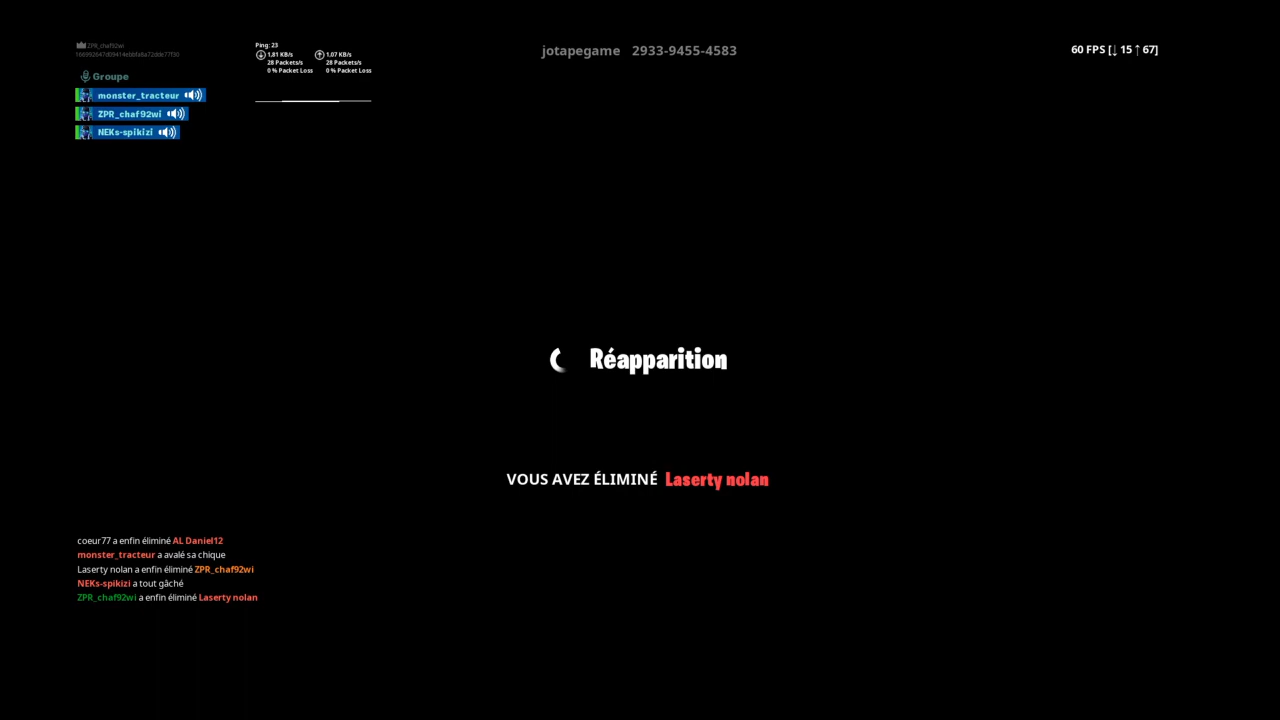 ZPR_chaf92wi
Ping: 23
1.81 KB/s 1.07 KB/s
28 Packets/s 28 Packets/s
0 % Packet Loss 0 % Packet Loss
jotapegame 2933-9455-4583
60 FPS [↓ 15 ↑ 67]
Groupe
monster_tracteur
ZPR_chaf92wi
NEKs-spikizi
Réapparition
VOUS AVEZ ÉLIMINÉ Laserty nolan
coeur77 a enfin éliminé AL Daniel12
monster_tracteur a avalé sa chique
Laserty nolan a enfin éliminé ZPR_chaf92wi
NEKs-spikizi a tout gâché
ZPR_chaf92wi a enfin éliminé Laserty nolan